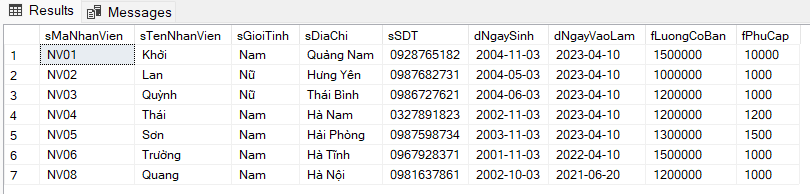 Results Messages
sMaNhanVien sTenNhanVien sGioiTinh sDiaChi sSDT dNgaySinh dNgayVaoLam fLuongCoBan fPhuCap
1 NV01 Khởi Nam Quảng Nam 0928765182 2004-11-03 2023-04-10 1500000 10000
2 NV02 Lan Nữ Hưng Yên 0987682731 2004-05-03 2023-04-10 1000000 1000
3 NV03 Quỳnh Nữ Thái Bình 0986727621 2004-06-03 2023-04-10 1200000 1000
4 NV04 Thái Nam Hà Nam 0327891823 2002-11-03 2023-04-10 1200000 1200
5 NV05 Sơn Nam Hải Phòng 0987598734 2003-11-03 2023-04-10 1300000 1500
6 NV06 Trường Nam Hà Tĩnh 0967928371 2001-11-03 2022-04-10 1500000 1000
7 NV08 Quang Nam Hà Nội 0981637861 2002-10-03 2021-06-20 1200000 1000